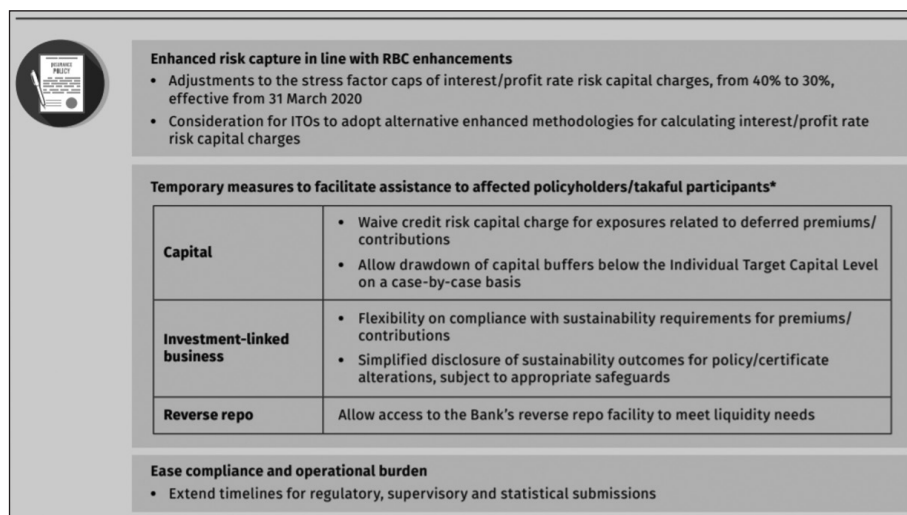 INSURANCE
POLICY
Enhanced risk capture in line with RBC enhancements
• Adjustments to the stress factor caps of interest/profit rate risk capital charges, from 40% to 30%,
effective from 31 March 2020
• Consideration for ITOs to adopt alternative enhanced methodologies for calculating interest/profit rate
risk capital charges
Temporary measures to facilitate assistance to affected policyholders/takaful participants*
Capital
• Waive credit risk capital charge for exposures related to deferred premiums/
contributions
• Allow drawdown of capital buffers below the Individual Target Capital Level
on a case-by-case basis
Investment-linked
business
• Flexibility on compliance with sustainability requirements for premiums/
contributions
• Simplified disclosure of sustainability outcomes for policy/certificate
alterations, subject to appropriate safeguards
Reverse repo
Allow access to the Bank's reverse repo facility to meet liquidity needs
Ease compliance and operational burden
• Extend timelines for regulatory, supervisory and statistical submissions